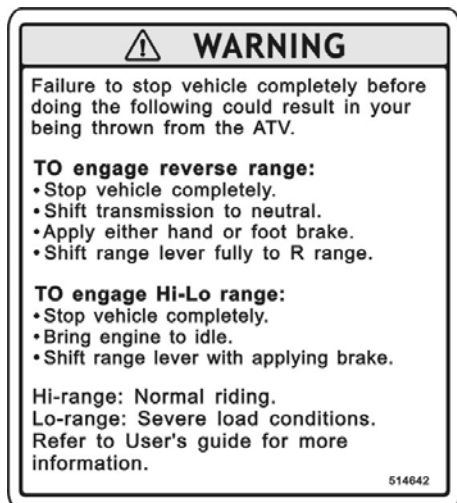 WARNING
Failure to stop vehicle completely before
doing the following could result in your
being thrown from the ATV.
TO engage reverse range:
•Stop vehicle completely.
•Shift transmission to neutral.
•Apply either hand or foot brake.
•Shift range lever fully to R range.
TO engage Hi-Lo range:
•Stop vehicle completely.
•Bring engine to idle.
•Shift range lever with applying brake.
Hi-range: Normal riding.
Lo-range: Severe load conditions.
Refer to User's guide for more
information.
514642